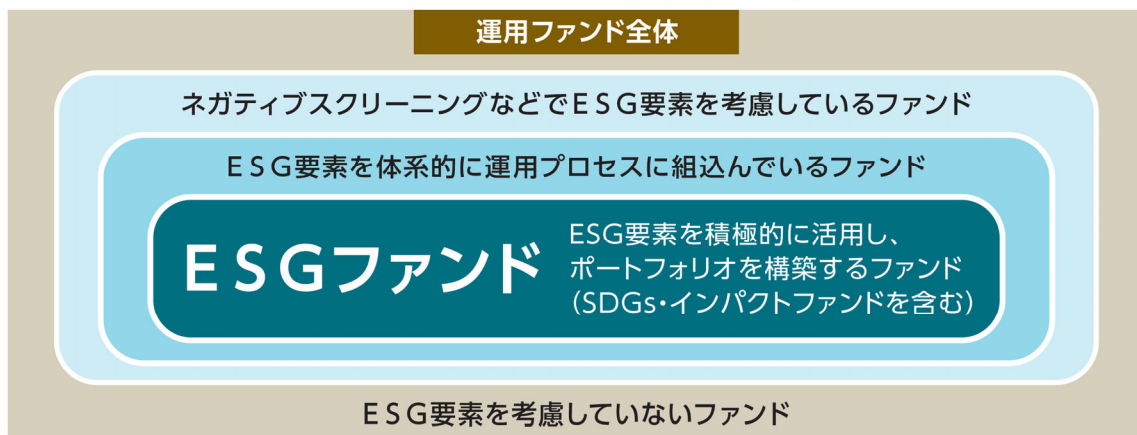 運用ファンド全体
ネガティブスクリーニングなどでESG要素を考慮しているファンド
ESG要素を体系的に運用プロセスに組込んでいるファンド
ESGファンド
ESG要素を積極的に活用し、
ポートフォリオを構築するファンド
(SDGs・インパクトファンドを含む)
ESG要素を考慮していないファンド